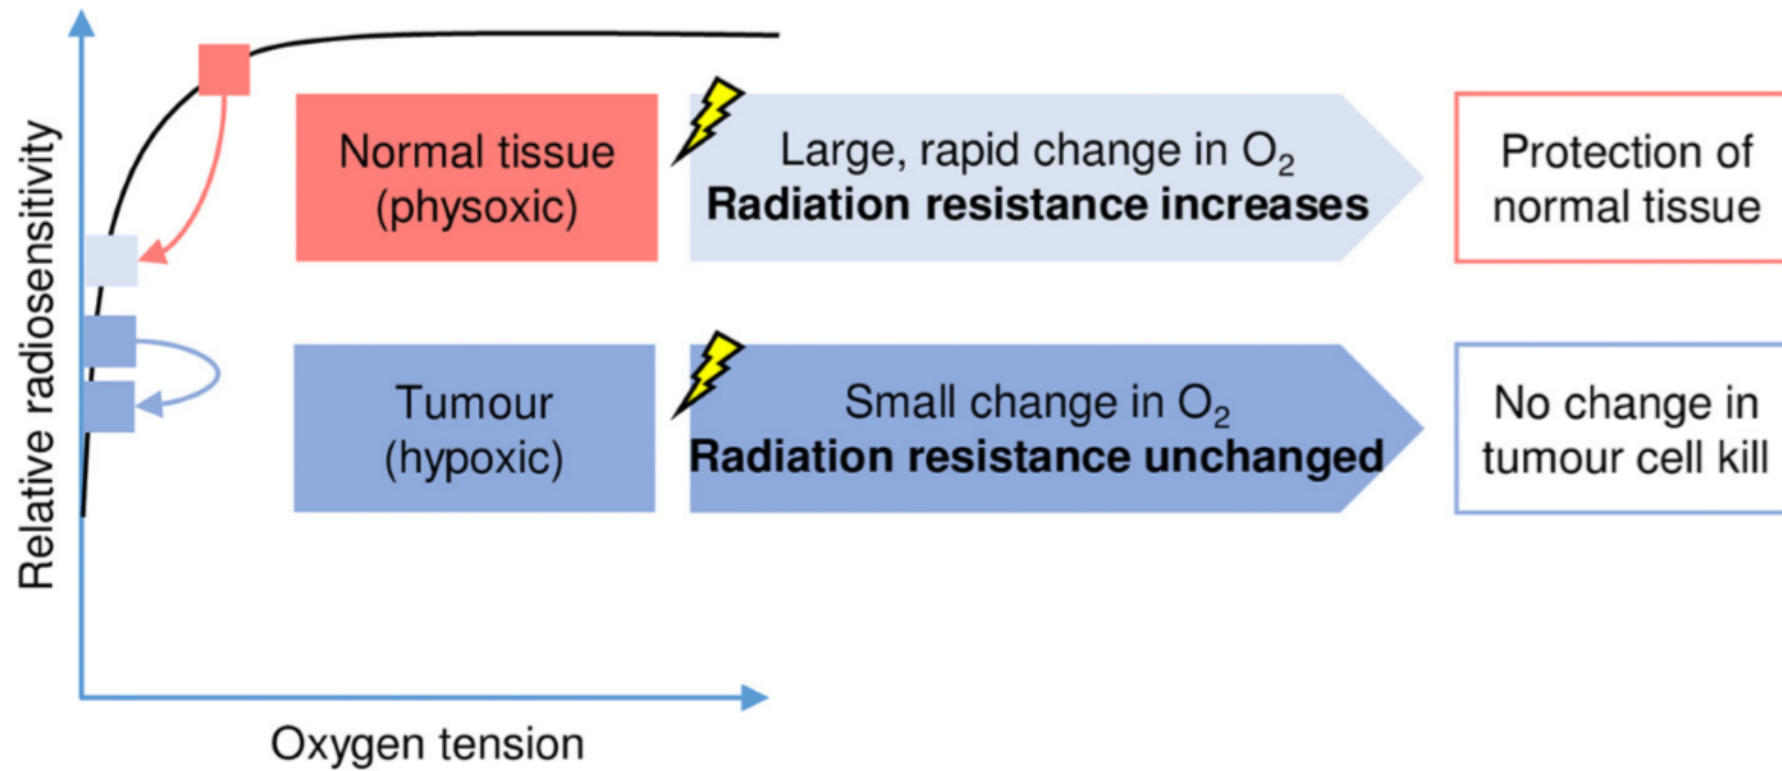 Relative radiosensitivity
Normal tissue
(physoxic)
Large, rapid change in O₂
Radiation resistance increases
Protection of
normal tissue
Tumour
(hypoxic)
Small change in O₂
Radiation resistance unchanged
No change in
tumour cell kill
Oxygen tension